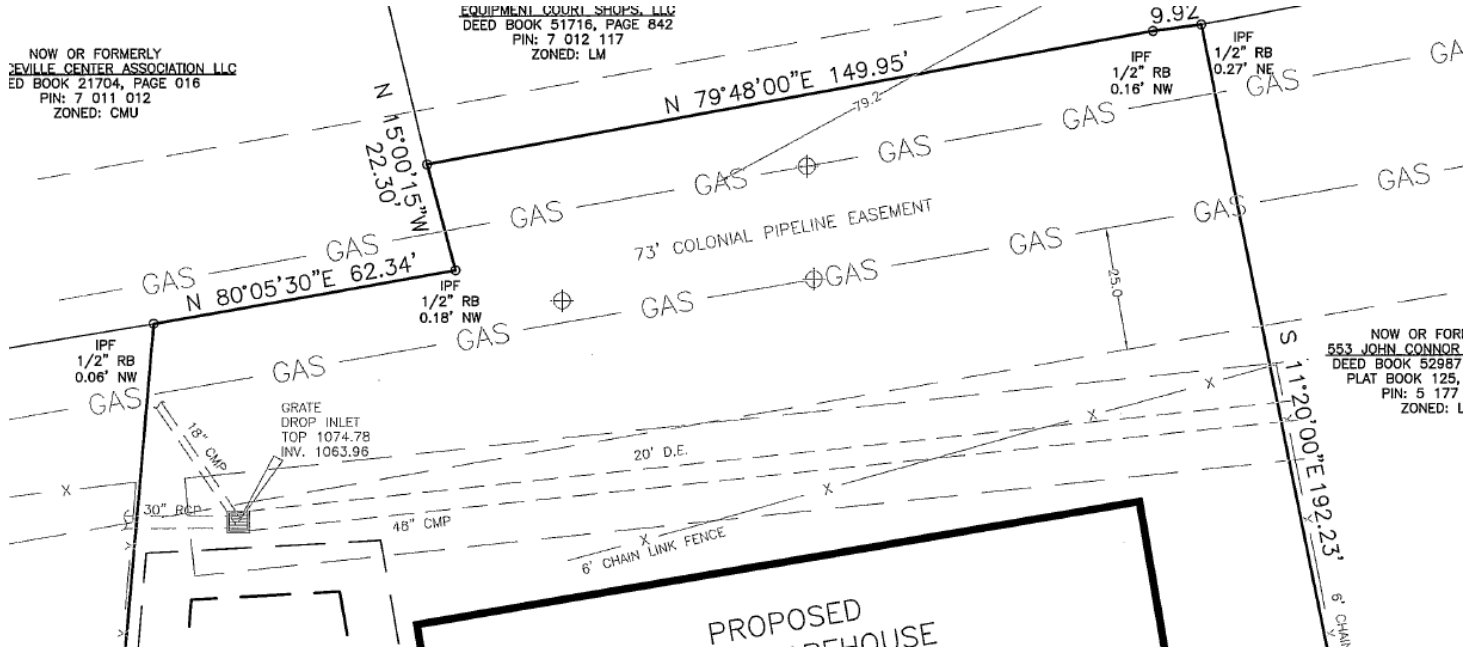 EQUIPMENT COURT SHOPS, LLC
DEED BOOK 51716, PAGE 842
PIN: 7 012 117
ZONED: LM
NOW OR FORMERLY
CEVILLE CENTER ASSOCIATION LLC
ED BOOK 21704, PAGE 016
PIN: 7 011 012
ZONED: CMU
9.92
IPF
1/2" RB
0.27' NE
IPF
1/2" RB
0.16' NW
N 79°48'00"E 149.95'
79.2
N 15°00'15"W
22.30'
GAS
GAS
GAS
GAS
GAS
GAS
GAS
GA
73' COLONIAL PIPELINE EASEMENT
N 80°05'30"E 62.34'
IPF
1/2" RB
0.18' NW
IPF
1/2" RB
0.06' NW
GAS
GAS
GAS
GAS
GAS
GAS
GAS
GAS
25.0
NOW OR FOR
553 JOHN CONNOR
DEED BOOK 52987
PLAT BOOK 125,
PIN: 5 177
ZONED: L
S 11°20'00"E 192.23'
GRATE
DROP INLET
TOP 1074.78
INV. 1063.96
18" CMP
30" RCP
48" CMP
20' D.E.
X
X
X
X
X
X
6' CHAIN LINK FENCE
6' CHAIN
PROPOSED